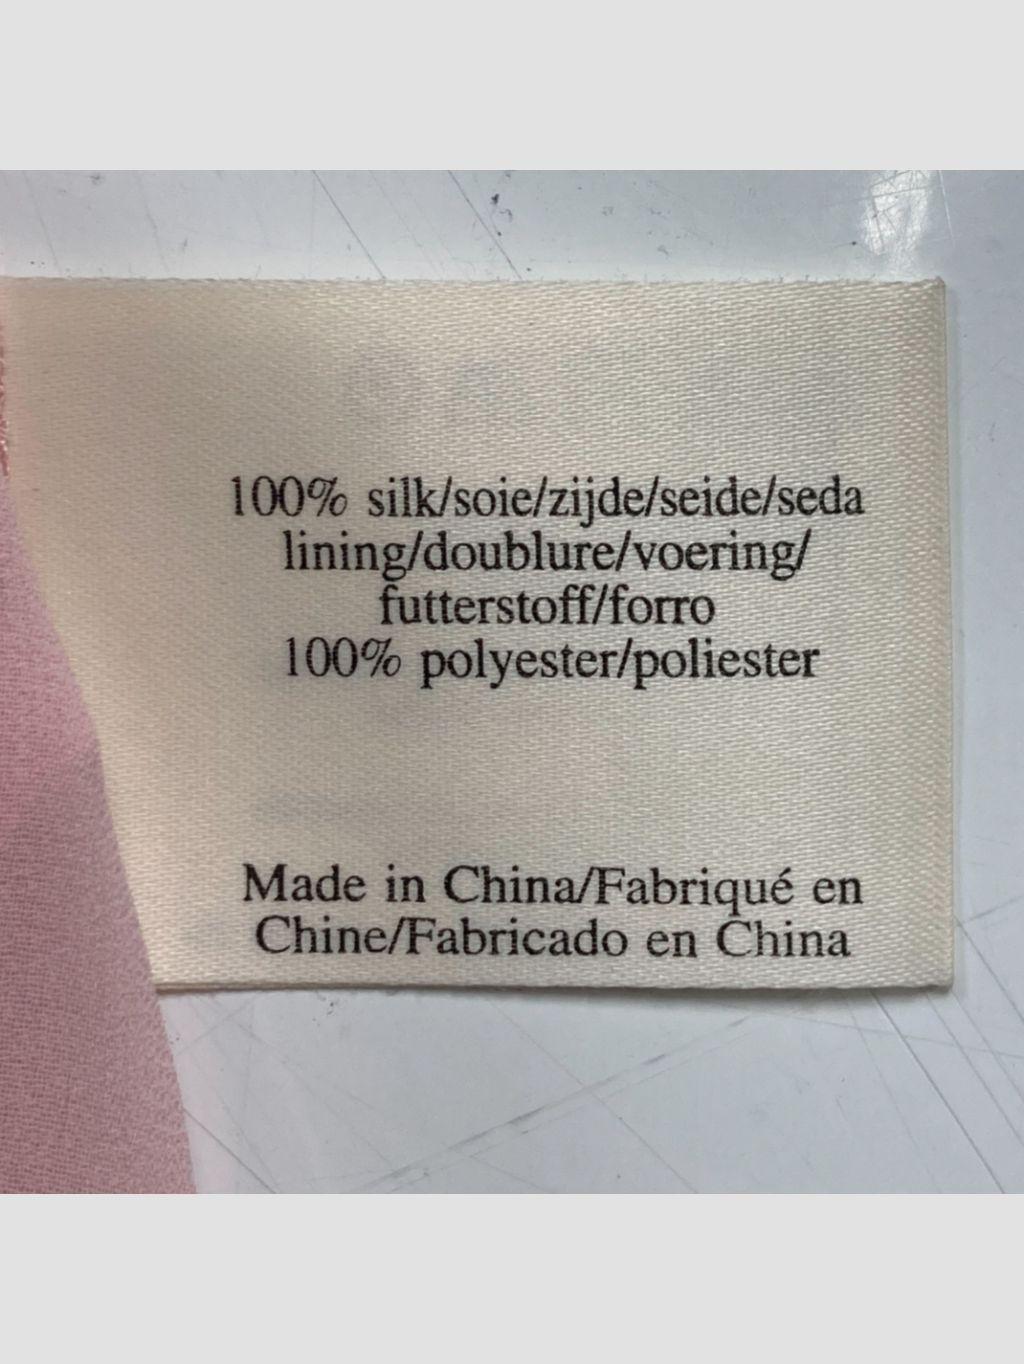 100% silk/soie/zijde/seide/seda
lining/doublure/voering/
futterstoff/forro
100% polyester/poliester
Made in China/Fabriqué en
Chine/Fabricado en China